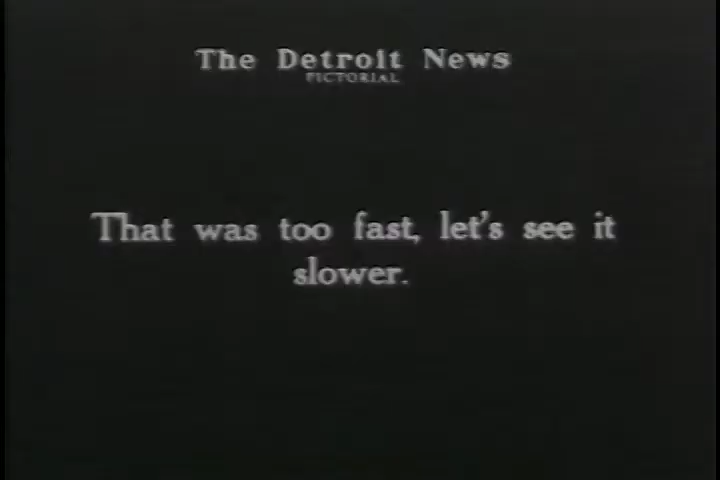 The Detroit News
PICTORIAL
That was too fast, let's see it
slower.